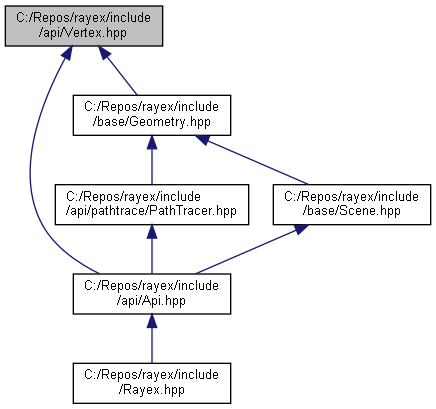 C:/Repos/rayex/include
/api/Vertex.hpp
C:/Repos/rayex/include
/base/Geometry.hpp
C:/Repos/rayex/include
/api/pathtrace/PathTracer.hpp
C:/Repos/rayex/include
/base/Scene.hpp
C:/Repos/rayex/include
/api/Api.hpp
C:/Repos/rayex/include
/Rayex.hpp